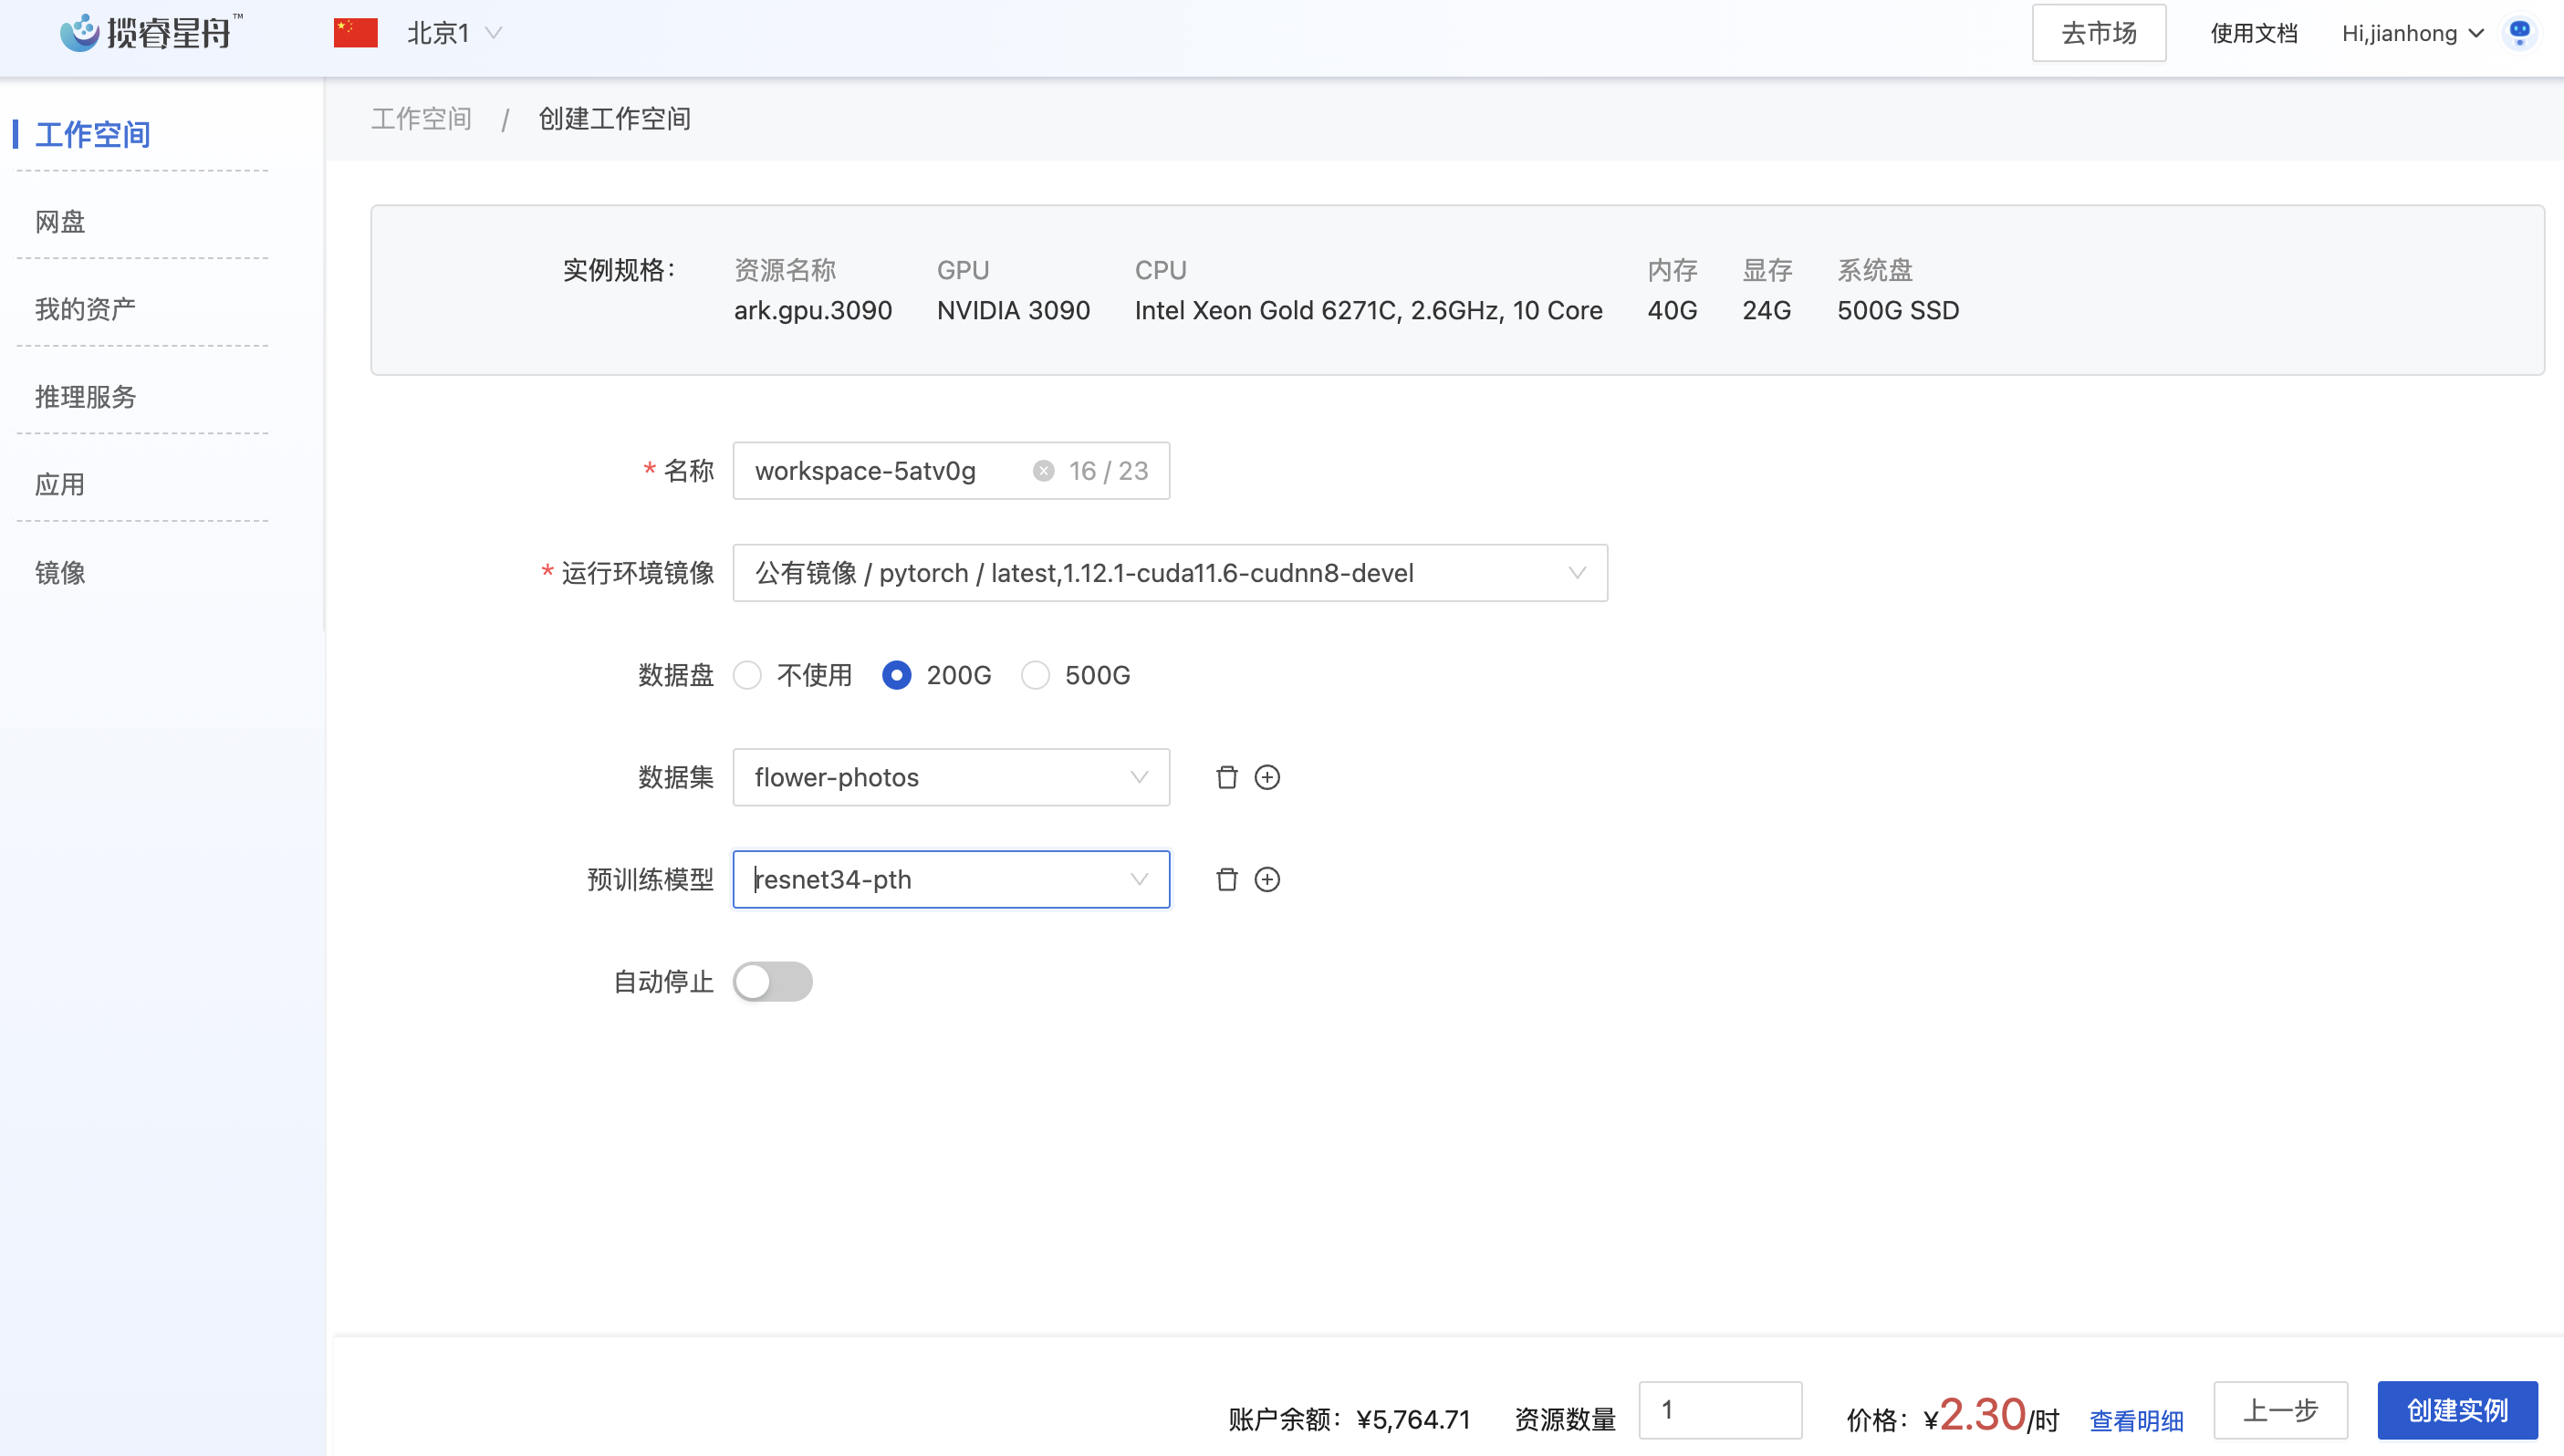 揽睿星舟™ 北京1 去市场 使用文档 Hi,jianhong
工作空间
网盘
我的资产
推理服务
应用
镜像
工作空间 / 创建工作空间
实例规格: 资源名称 GPU CPU 内存 显存 系统盘
ark.gpu.3090 NVIDIA 3090 Intel Xeon Gold 6271C, 2.6GHz, 10 Core 40G 24G 500G SSD
* 名称 workspace-5atv0g 16 / 23
* 运行环境镜像 公有镜像 / pytorch / latest,1.12.1-cuda11.6-cudnn8-devel
数据盘 不使用 200G 500G
数据集 flower-photos
预训练模型 resnet34-pth
自动停止
账户余额: ¥5,764.71 资源数量 1 价格: ¥2.30/时 查看明细 上一步 创建实例